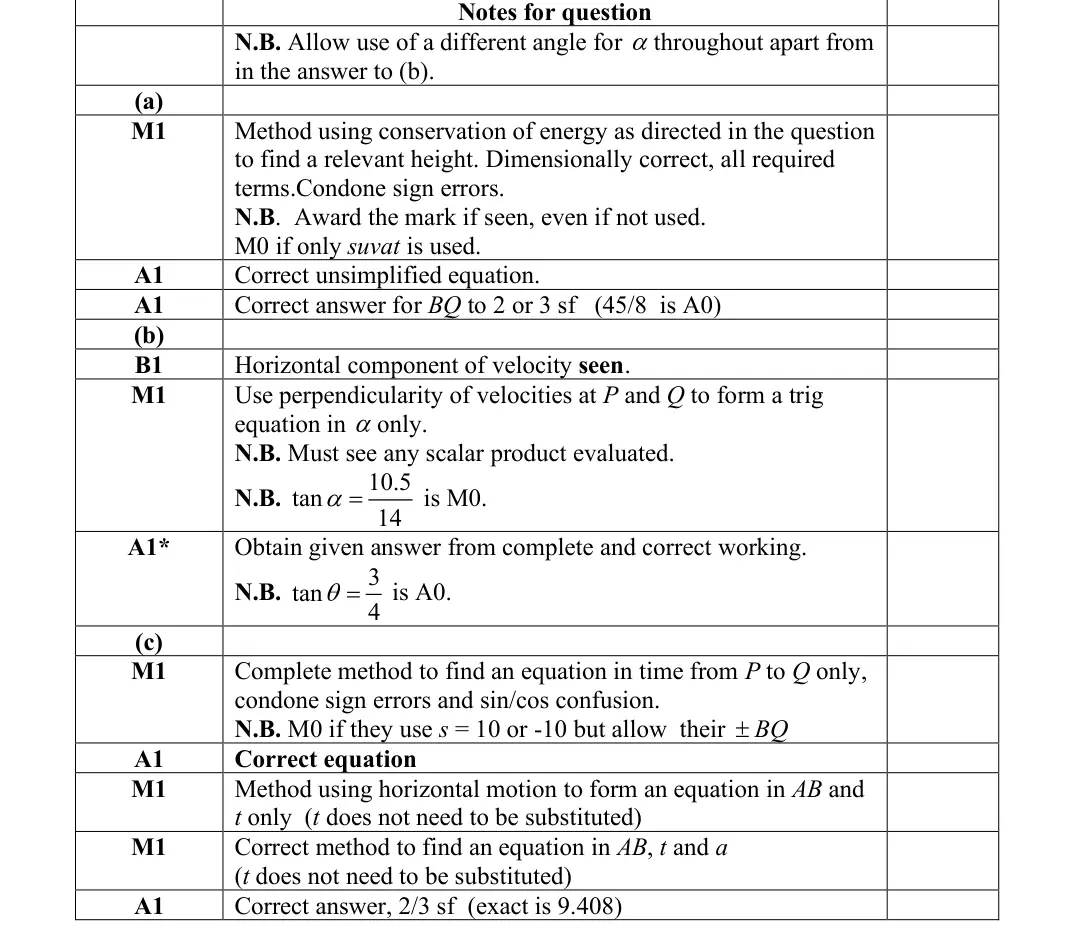 Notes for question
N.B. Allow use of a different angle for α throughout apart from
in the answer to (b).
(a)
M1 Method using conservation of energy as directed in the question
to find a relevant height. Dimensionally correct, all required
terms.Condone sign errors.
N.B. Award the mark if seen, even if not used.
M0 if only suvat is used.
A1 Correct unsimplified equation.
A1 Correct answer for BQ to 2 or 3 sf (45/8 is A0)
(b)
B1 Horizontal component of velocity seen.
M1 Use perpendicularity of velocities at P and Q to form a trig
equation in α only.
N.B. Must see any scalar product evaluated.
N.B. tan α = 10.5/14 is M0.
A1* Obtain given answer from complete and correct working.
N.B. tan θ = 3/4 is A0.
(c)
M1 Complete method to find an equation in time from P to Q only,
condone sign errors and sin/cos confusion.
N.B. M0 if they use s = 10 or -10 but allow their ± BQ
A1 Correct equation
M1 Method using horizontal motion to form an equation in AB and
t only (t does not need to be substituted)
M1 Correct method to find an equation in AB, t and a
(t does not need to be substituted)
A1 Correct answer, 2/3 sf (exact is 9.408)